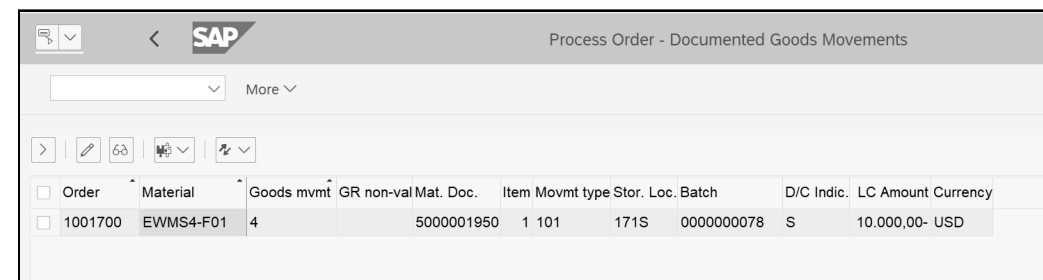 SAP Process Order - Documented Goods Movements
More
Order Material Goods mvmt GR non-val Mat. Doc. Item Movmt type Stor. Loc. Batch D/C Indic. LC Amount Currency
1001700 EWMS4-F01 4 5000001950 1 101 171S 0000000078 S 10.000,00- USD